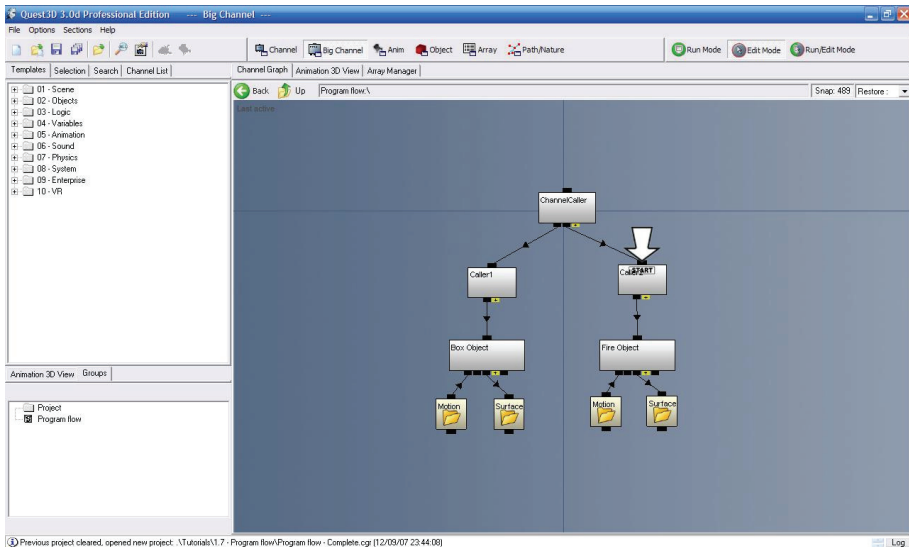 Quest3D 3.0d Professional Edition --- Big Channel ---
File Options Sections Help
Channel Big Channel Anim Object Array Path/Nature Run Mode Edit Mode Run/Edit Mode
Templates Selection Search Channel List Channel Graph Animation 3D View Array Manager
Back Up Program flow:\ Snap: 489 Restore :
Last active
01 - Scene
02 - Objects
03 - Logic
04 - Variables
05 - Animation
06 - Sound
07 - Physics
08 - System
09 - Enterprise
10 - VR
ChannelCaller
Caller1
START
Box Object
Fire Object
Motion Surface Motion Surface
Animation 3D View Groups
Project
Program flow
Previous project cleared, opened new project: .\Tutorials\1.7 - Program flow\Program flow - Complete.cgr (12/09/07 23:44:08) Log